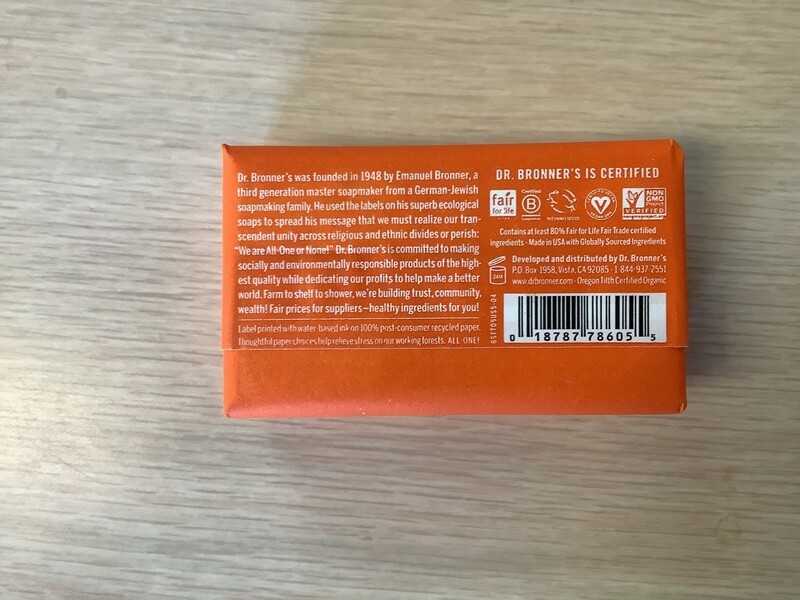 Dr. Bronner's was founded in 1948 by Emanuel Bronner, a
third generation master soapmaker from a German-Jewish
soapmaking family. He used the labels on his superb ecological
soaps to spread his message that we must realize our tran-
scendent unity across religious and ethnic divides or perish:
“We are All-One or None!” Dr. Bronner's is committed to making
socially and environmentally responsible products of the high-
est quality while dedicating our profits to help make a better
world. Farm to shelf to shower, we're building trust, community,
wealth! Fair prices for suppliers—healthy ingredients for you!
Label printed with water-based ink on 100% post-consumer recycled paper.
Thoughtful paper choices help relieve stress on our working forests. ALL-ONE!
DR. BRONNER'S IS CERTIFIED
fair
for life
Certified
B
Corporation
V
NON
GMO
Project
VERIFIED
Contains at least 80% Fair for Life Fair Trade certified
ingredients · Made in USA with Globally Sourced Ingredients
24M
Developed and distributed by Dr. Bronner's
P.O. Box 1958, Vista, CA 92085 · 1-844-937-2551
www.drbronner.com · Oregon Tilth Certified Organic
0 18787 78605 5